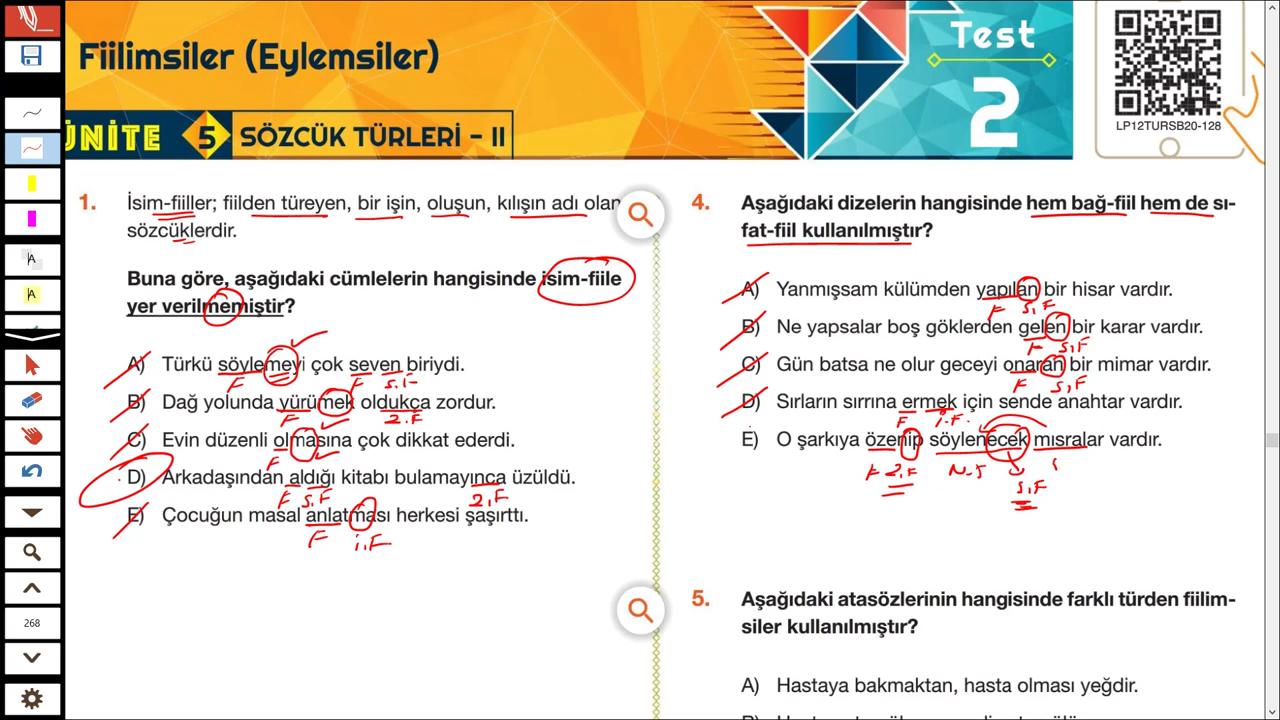 Fiilimsiler (Eylemsiler)
Test
2
LP12TURSB20-128
ÜNİTE 5 SÖZCÜK TÜRLERİ - II
1. İsim-fiiller; fiilden türeyen, bir işin, oluşun, kılışın adı olan
sözcüklerdir.
Buna göre, aşağıdaki cümlelerin hangisinde isim-fiile
yer verilmemiştir?
A) Türkü söylemeyi çok seven biriydi.
F F S.F
B) Dağ yolunda yürümek oldukça zordur.
F Z.F
C) Evin düzenli olmasına çok dikkat ederdi.
F
D) Arkadaşından aldığı kitabı bulamayınca üzüldü.
F S.F Z.F
E) Çocuğun masal anlatması herkesi şaşırttı.
F i.F
4. Aşağıdaki dizelerin hangisinde hem bağ-fiil hem de sı-
fat-fiil kullanılmıştır?
A) Yanmışsam külümden yapılan bir hisar vardır.
F S.F
B) Ne yapsalar boş göklerden gelen bir karar vardır.
F S.F
C) Gün batsa ne olur geceyi onaran bir mimar vardır.
F S.F
D) Sırların sırrına ermek için sende anahtar vardır.
F i.F.
E) O şarkıya özenip söylenecek mısralar vardır.
F Z.F N-S
S.F
5. Aşağıdaki atasözlerinin hangisinde farklı türden fiilim-
siler kullanılmıştır?
A) Hastaya bakmaktan, hasta olması yeğdir.
A
A
268